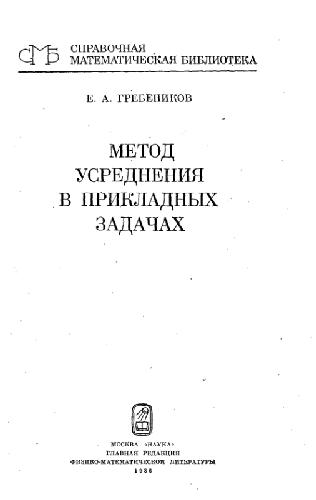 СМБ СПРАВОЧНАЯ
МАТЕМАТИЧЕСКАЯ БИБЛИОТЕКА
Е. А. ГРЕБЕНИКОВ
МЕТОД
УСРЕДНЕНИЯ
В ПРИКЛАДНЫХ
ЗАДАЧАХ
МОСКВА «НАУКА»
ГЛАВНАЯ РЕДАКЦИЯ
ФИЗИКО-МАТЕМАТИЧЕСКОЙ ЛИТЕРАТУРЫ
1986